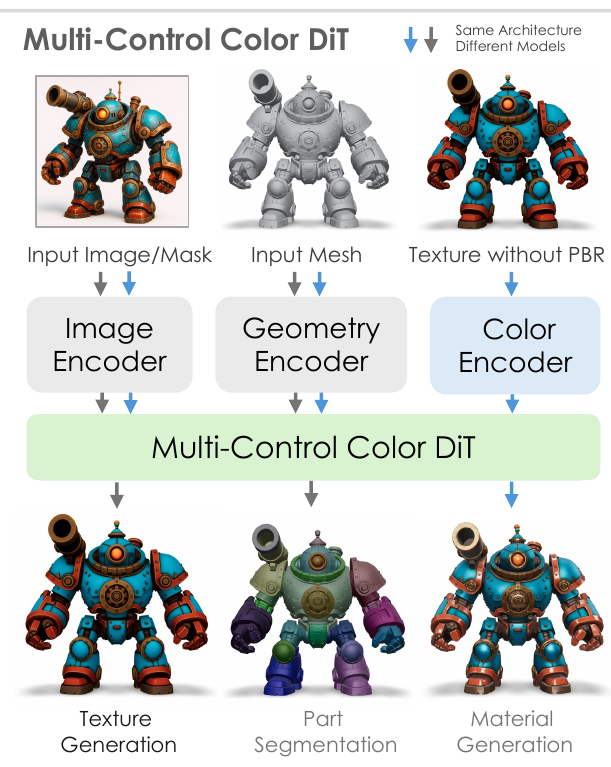 Multi-Control Color DiT
Same Architecture
Different Models
Input Image/Mask
Input Mesh
Texture without PBR
Image
Encoder
Geometry
Encoder
Color
Encoder
Multi-Control Color DiT
Texture
Generation
Part
Segmentation
Material
Generation